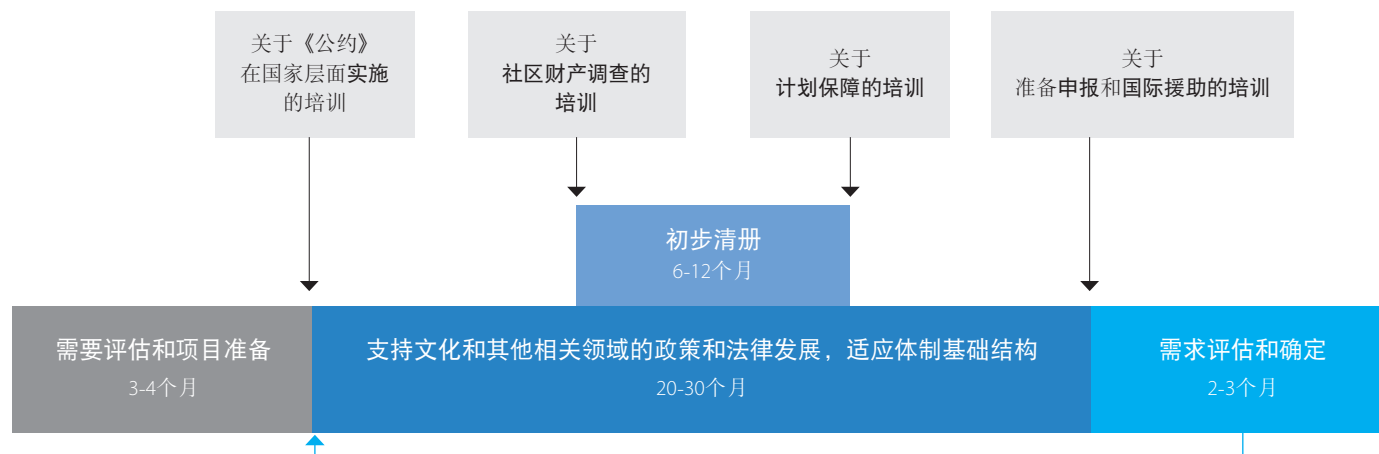 关于《公约》
在国家层面实施
的培训
关于
社区财产调查的
培训
关于
计划保障的培训
关于
准备申报和国际援助的培训
初步清册
6-12个月
需要评估和项目准备
3-4个月
支持文化和其他相关领域的政策和法律发展，适应体制基础结构
20-30个月
需求评估和确定
2-3个月